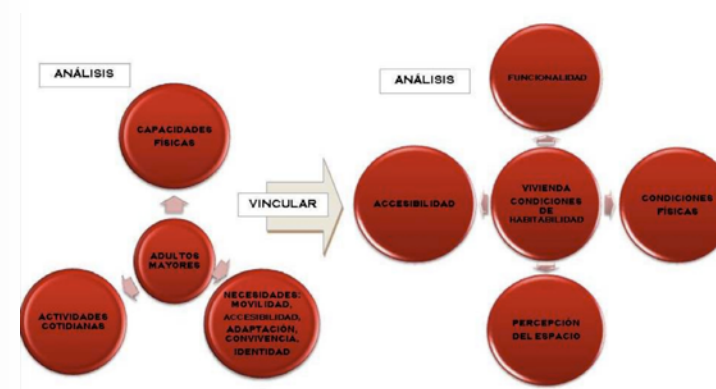 ANÁLISIS
CAPACIDADES
FÍSICAS
ADULTOS
MAYORES
ACTIVIDADES
COTIDIANAS
NECESIDADES:
MOVILIDAD,
ACCESIBILIDAD,
ADAPTACIÓN,
CONVIVENCIA,
IDENTIDAD
VINCULAR
ANÁLISIS
FUNCIONALIDAD
ACCESIBILIDAD
VIVIENDA
CONDICIONES
DE
HABITABILIDAD
CONDICIONES
FÍSICAS
PERCEPCIÓN
DEL ESPACIO